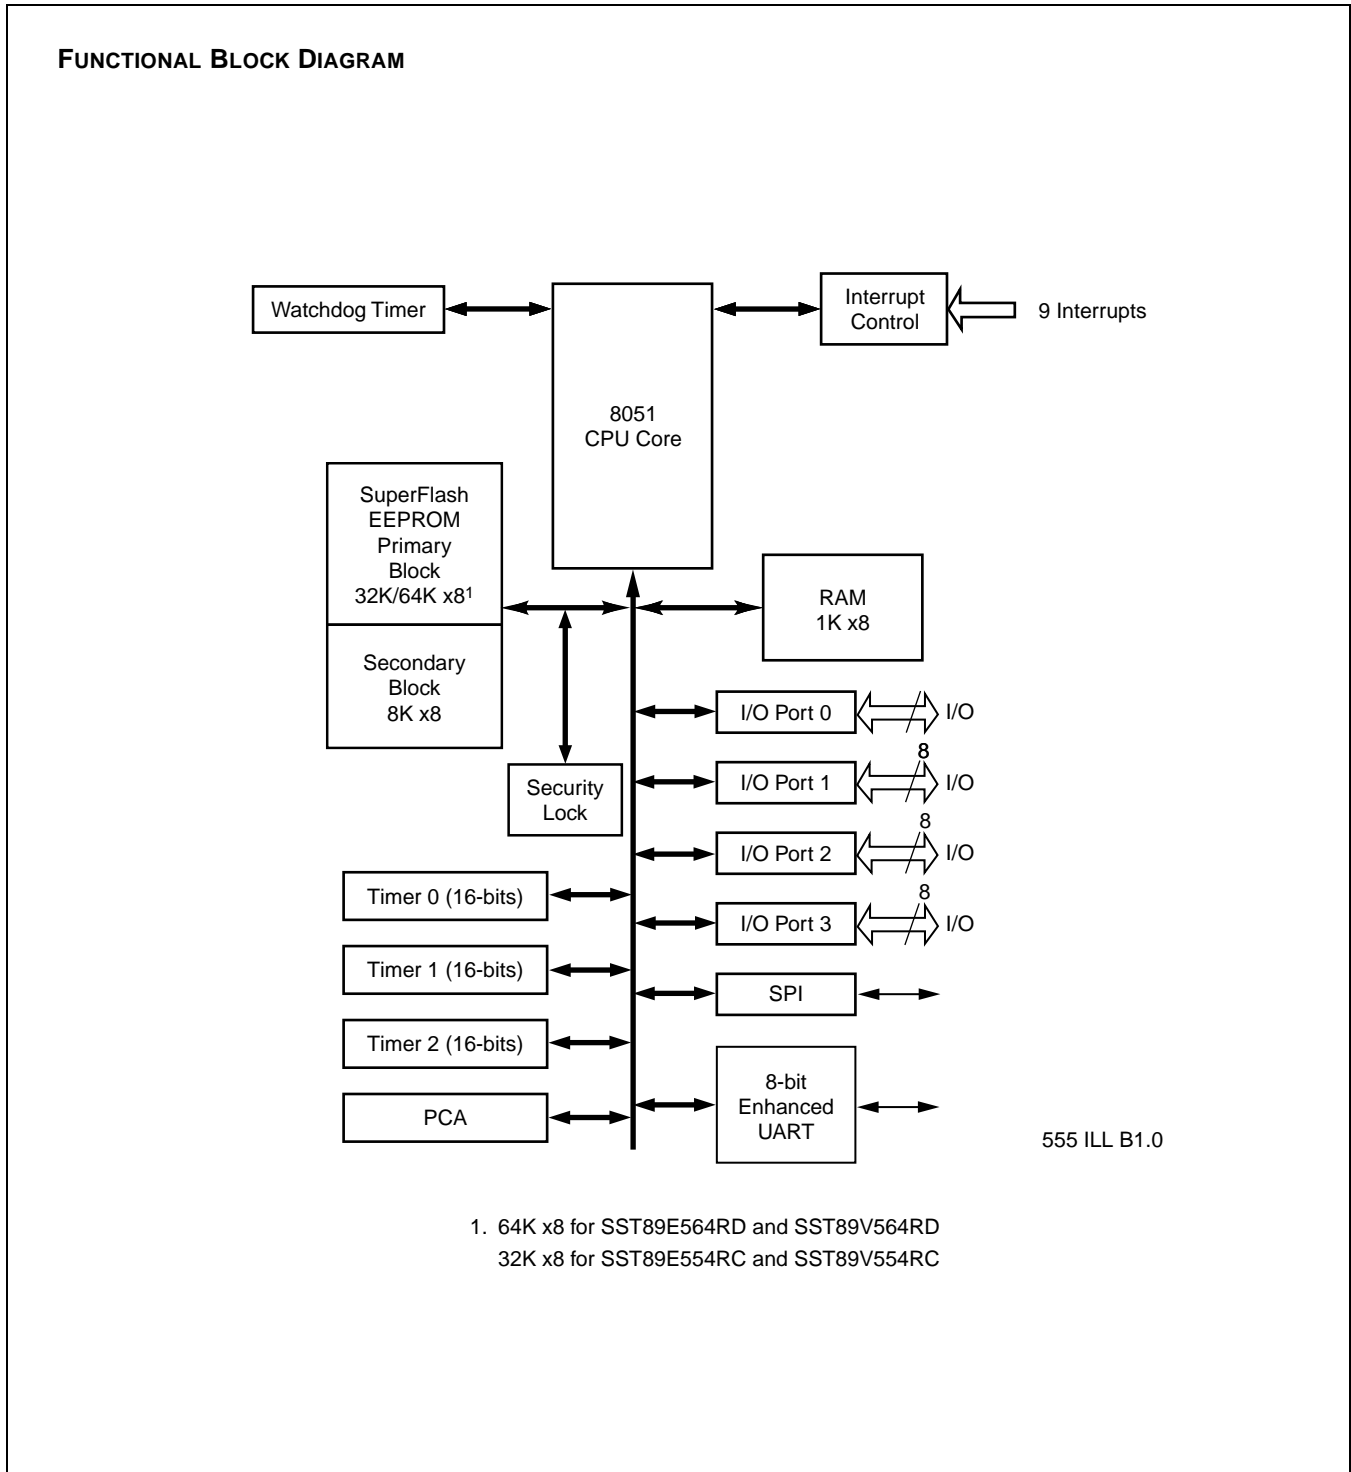 FUNCTIONAL BLOCK DIAGRAM
Watchdog Timer
8051
CPU Core
Interrupt
Control
9 Interrupts
SuperFlash
EEPROM
Primary
Block
32K/64K x8¹
Secondary
Block
8K x8
Security
Lock
RAM
1K x8
I/O Port 0
I/O
8
I/O Port 1
I/O
8
I/O Port 2
I/O
8
I/O Port 3
I/O
Timer 0 (16-bits)
Timer 1 (16-bits)
Timer 2 (16-bits)
PCA
SPI
8-bit
Enhanced
UART
555 ILL B1.0
1. 64K x8 for SST89E564RD and SST89V564RD
32K x8 for SST89E554RC and SST89V554RC